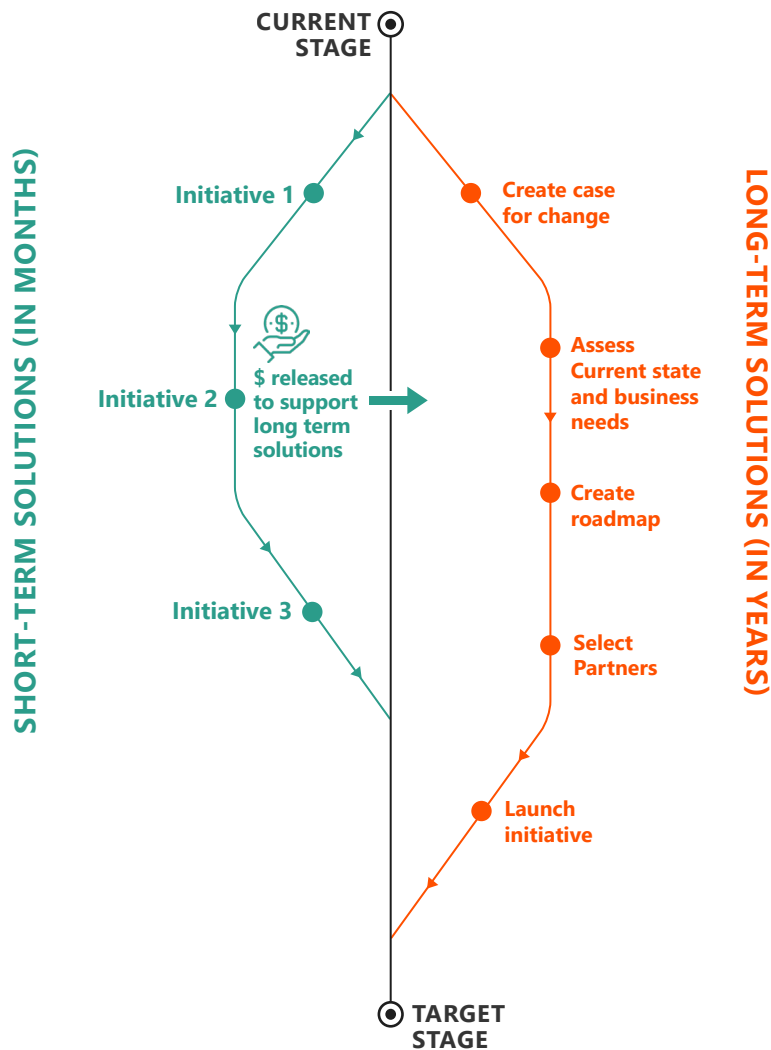 CURRENT
STAGE
SHORT-TERM SOLUTIONS (IN MONTHS)
Initiative 1
$
$ released
to support
long term
solutions
Initiative 2
Initiative 3
LONG-TERM SOLUTIONS (IN YEARS)
Create case
for change
Assess
Current state
and business
needs
Create
roadmap
Select
Partners
Launch
initiative
TARGET
STAGE